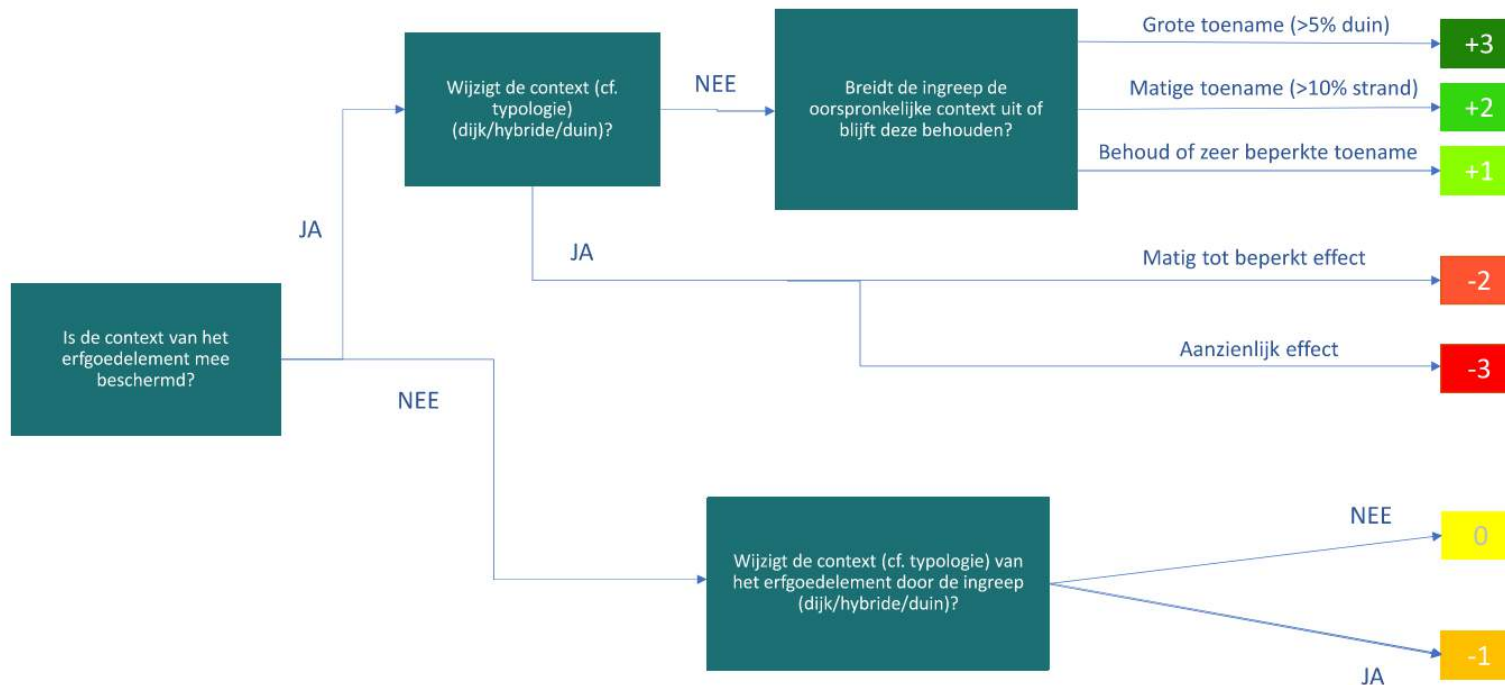 Grote toename (>5% duin)
+3
Wijzigt de context (cf.
typologie)
(dijk/hybride/duin)?
NEE
Breidt de ingreep de
oorspronkelijke context uit of
blijft deze behouden?
Matige toename (>10% strand)
+2
Behoud of zeer beperkte toename
+1
JA
JA
Matig tot beperkt effect
-2
Is de context van het
erfgoedelement mee
beschermd?
Aanzienlijk effect
-3
NEE
NEE
0
Wijzigt de context (cf. typologie) van
het erfgoedelement door de ingreep
(dijk/hybride/duin)?
-1
JA